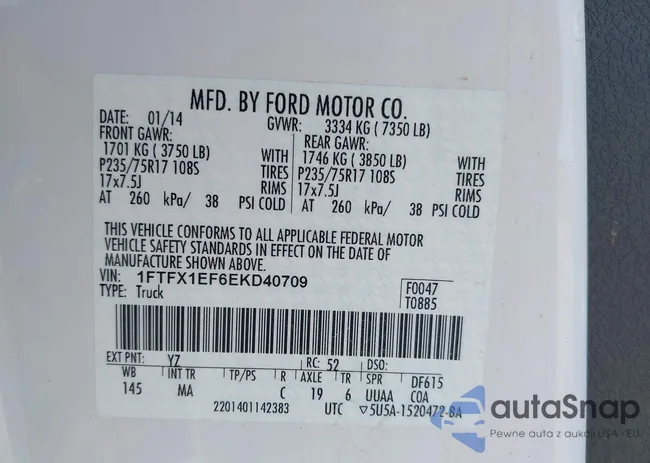 MFD. BY FORD MOTOR CO.
DATE: 01/14 GVWR: 3334 KG ( 7350 LB)
FRONT GAWR: REAR GAWR:
1701 KG ( 3750 LB) WITH 1746 KG ( 3850 LB) WITH
P235/75R17 108S TIRES P235/75R17 108S TIRES
17x7.5J RIMS 17x7.5J RIMS
AT 260 kPa/ 38 PSI COLD AT 260 kPa/ 38 PSI COLD
THIS VEHICLE CONFORMS TO ALL APPLICABLE FEDERAL MOTOR
VEHICLE SAFETY STANDARDS IN EFFECT ON THE DATE OF
MANUFACTURE SHOWN ABOVE.
VIN: 1FTFX1EF6EKD40709 F0047
TYPE: Truck T0885
EXT PNT: YZ RC: 52 DSO:
WB INT TR TP/PS R AXLE TR SPR DF615
145 MA C 19 6 UUAA COA
2201401142383 UTC ▽5U5A-1520472-BA
autoSnap
Pewne auta z aukcji USA i EU